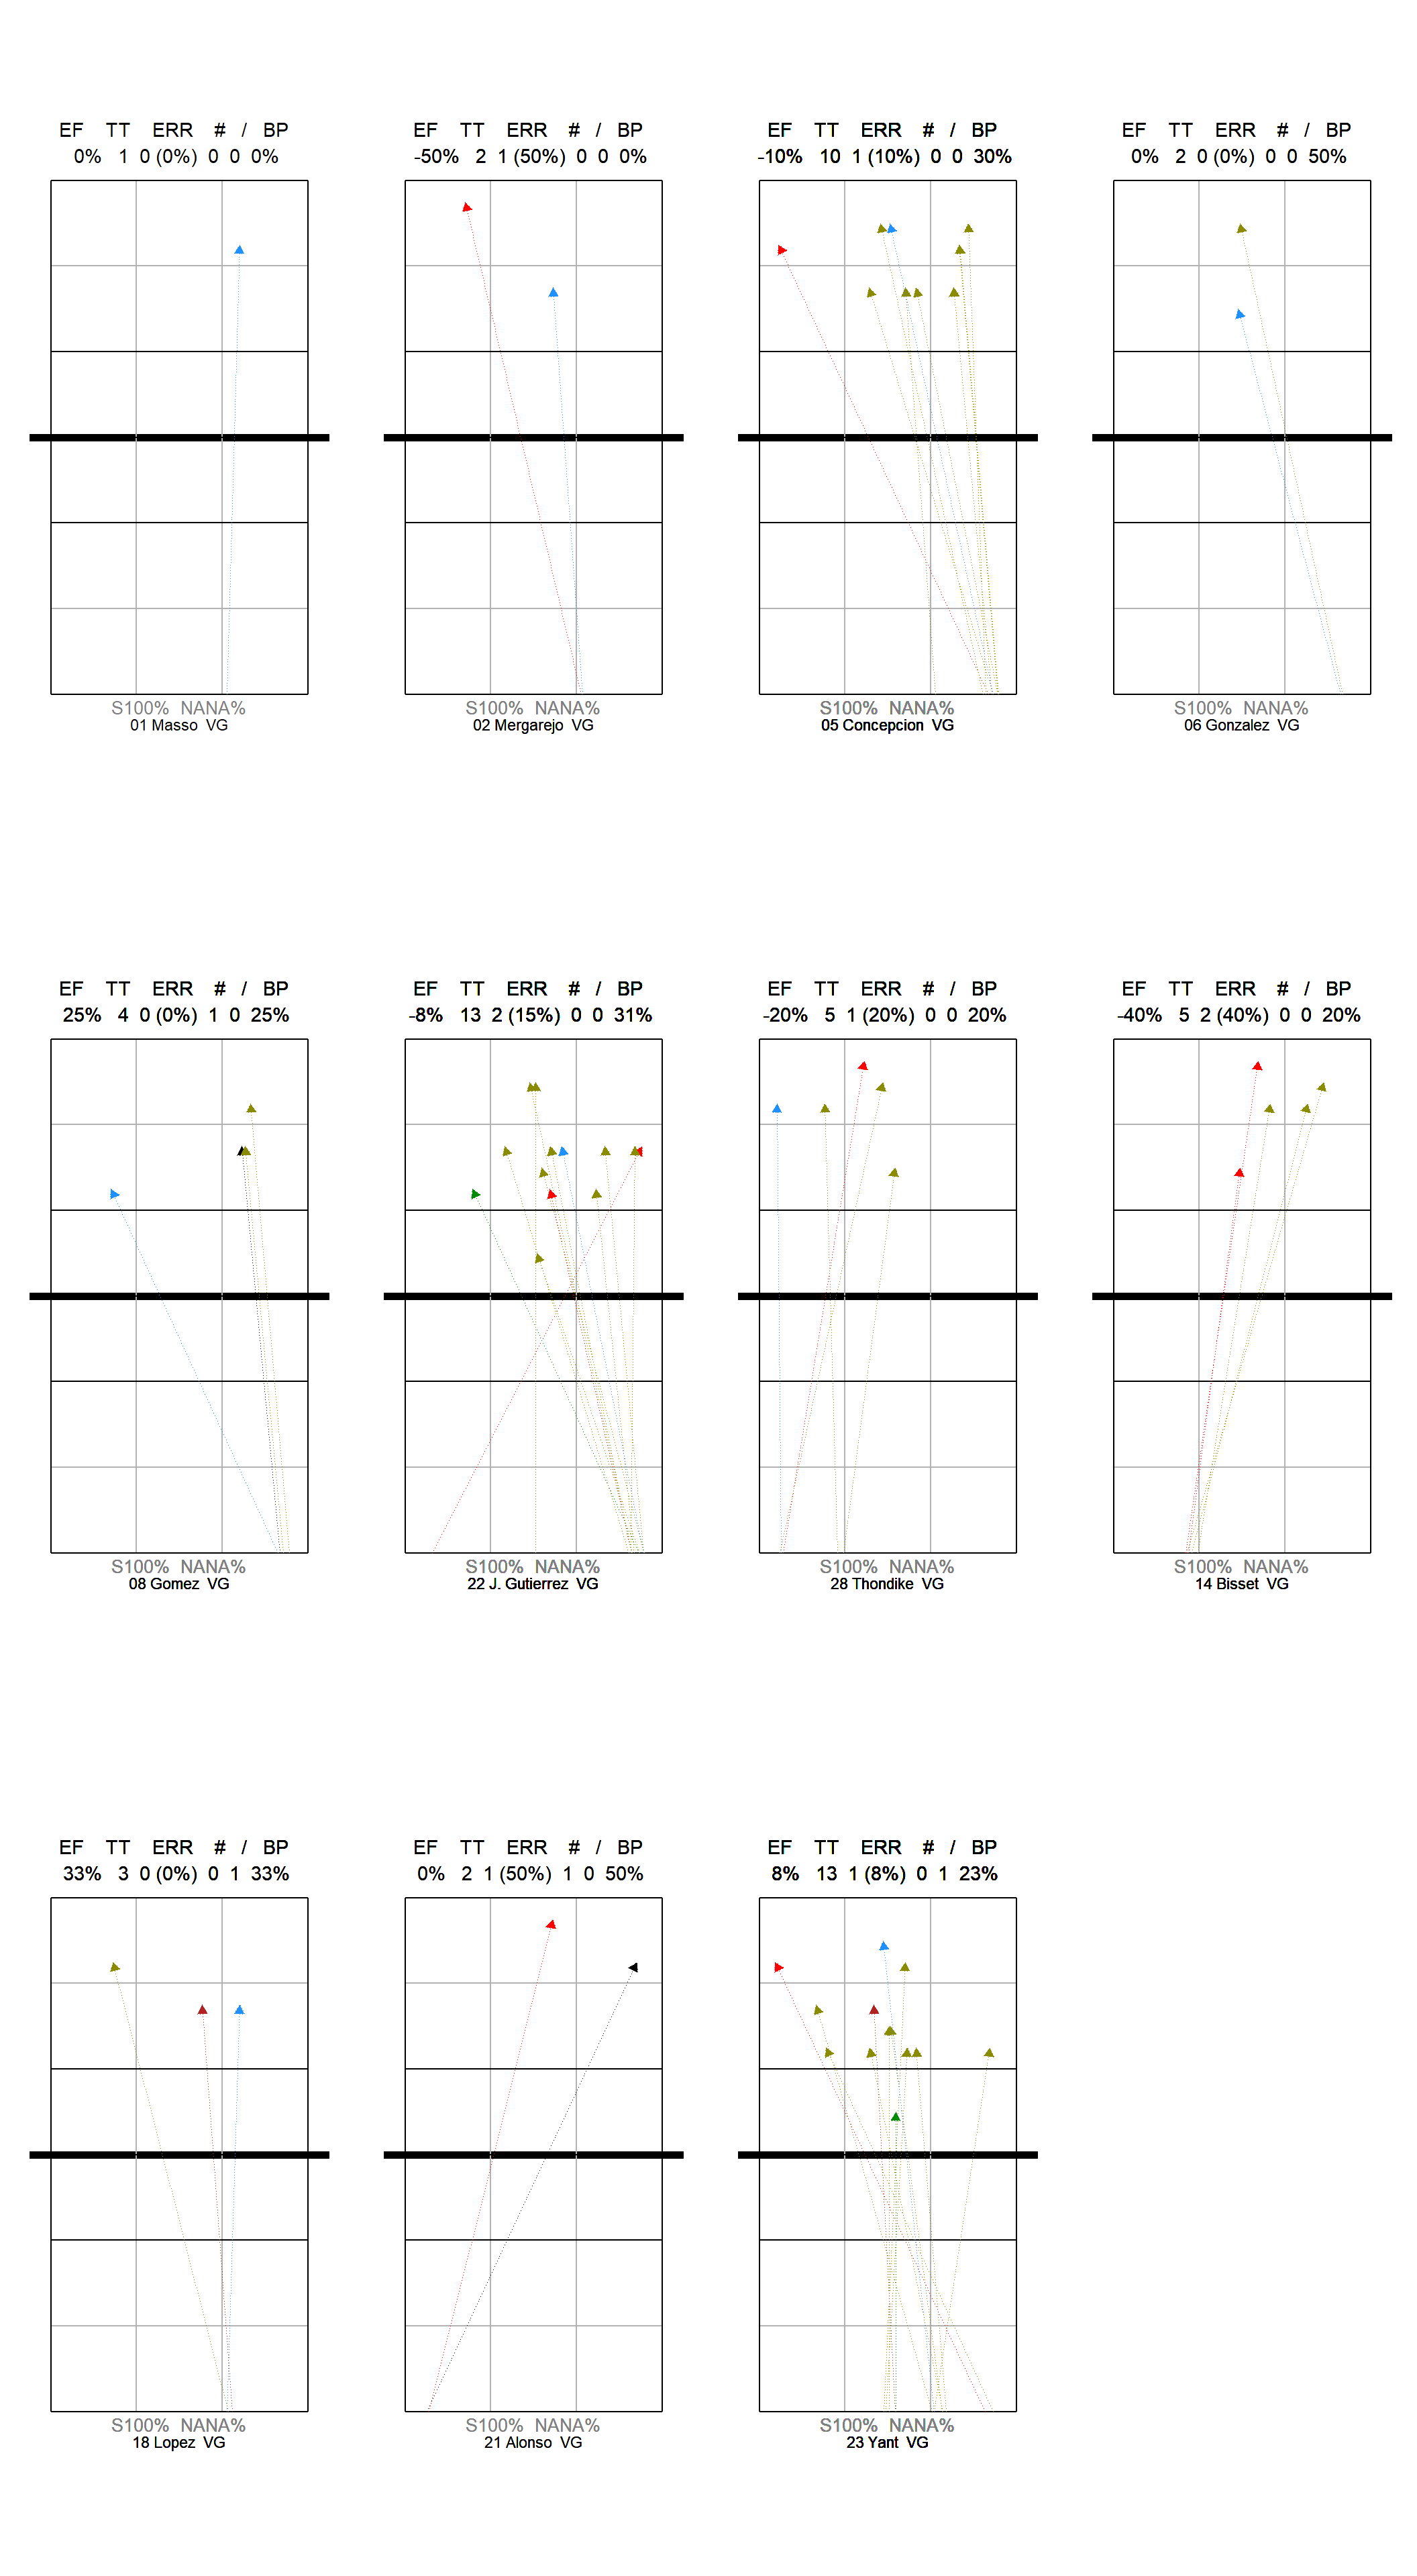 EF TT ERR # / BP
0% 1 0 (0%) 0 0 0%
S100% NANA%
01 Masso VG
EF TT ERR # / BP
-50% 2 1 (50%) 0 0 0%
S100% NANA%
02 Mergarejo VG
EF TT ERR # / BP
-10% 10 1 (10%) 0 0 30%
S100% NANA%
05 Concepcion VG
EF TT ERR # / BP
0% 2 0 (0%) 0 0 50%
S100% NANA%
06 Gonzalez VG
EF TT ERR # / BP
25% 4 0 (0%) 1 0 25%
S100% NANA%
08 Gomez VG
EF TT ERR # / BP
-8% 13 2 (15%) 0 0 31%
S100% NANA%
22 J. Gutierrez VG
EF TT ERR # / BP
-20% 5 1 (20%) 0 0 20%
S100% NANA%
28 Thondike VG
EF TT ERR # / BP
-40% 5 2 (40%) 0 0 20%
S100% NANA%
14 Bisset VG
EF TT ERR # / BP
33% 3 0 (0%) 0 1 33%
S100% NANA%
18 Lopez VG
EF TT ERR # / BP
0% 2 1 (50%) 1 0 50%
S100% NANA%
21 Alonso VG
EF TT ERR # / BP
8% 13 1 (8%) 0 1 23%
S100% NANA%
23 Yant VG